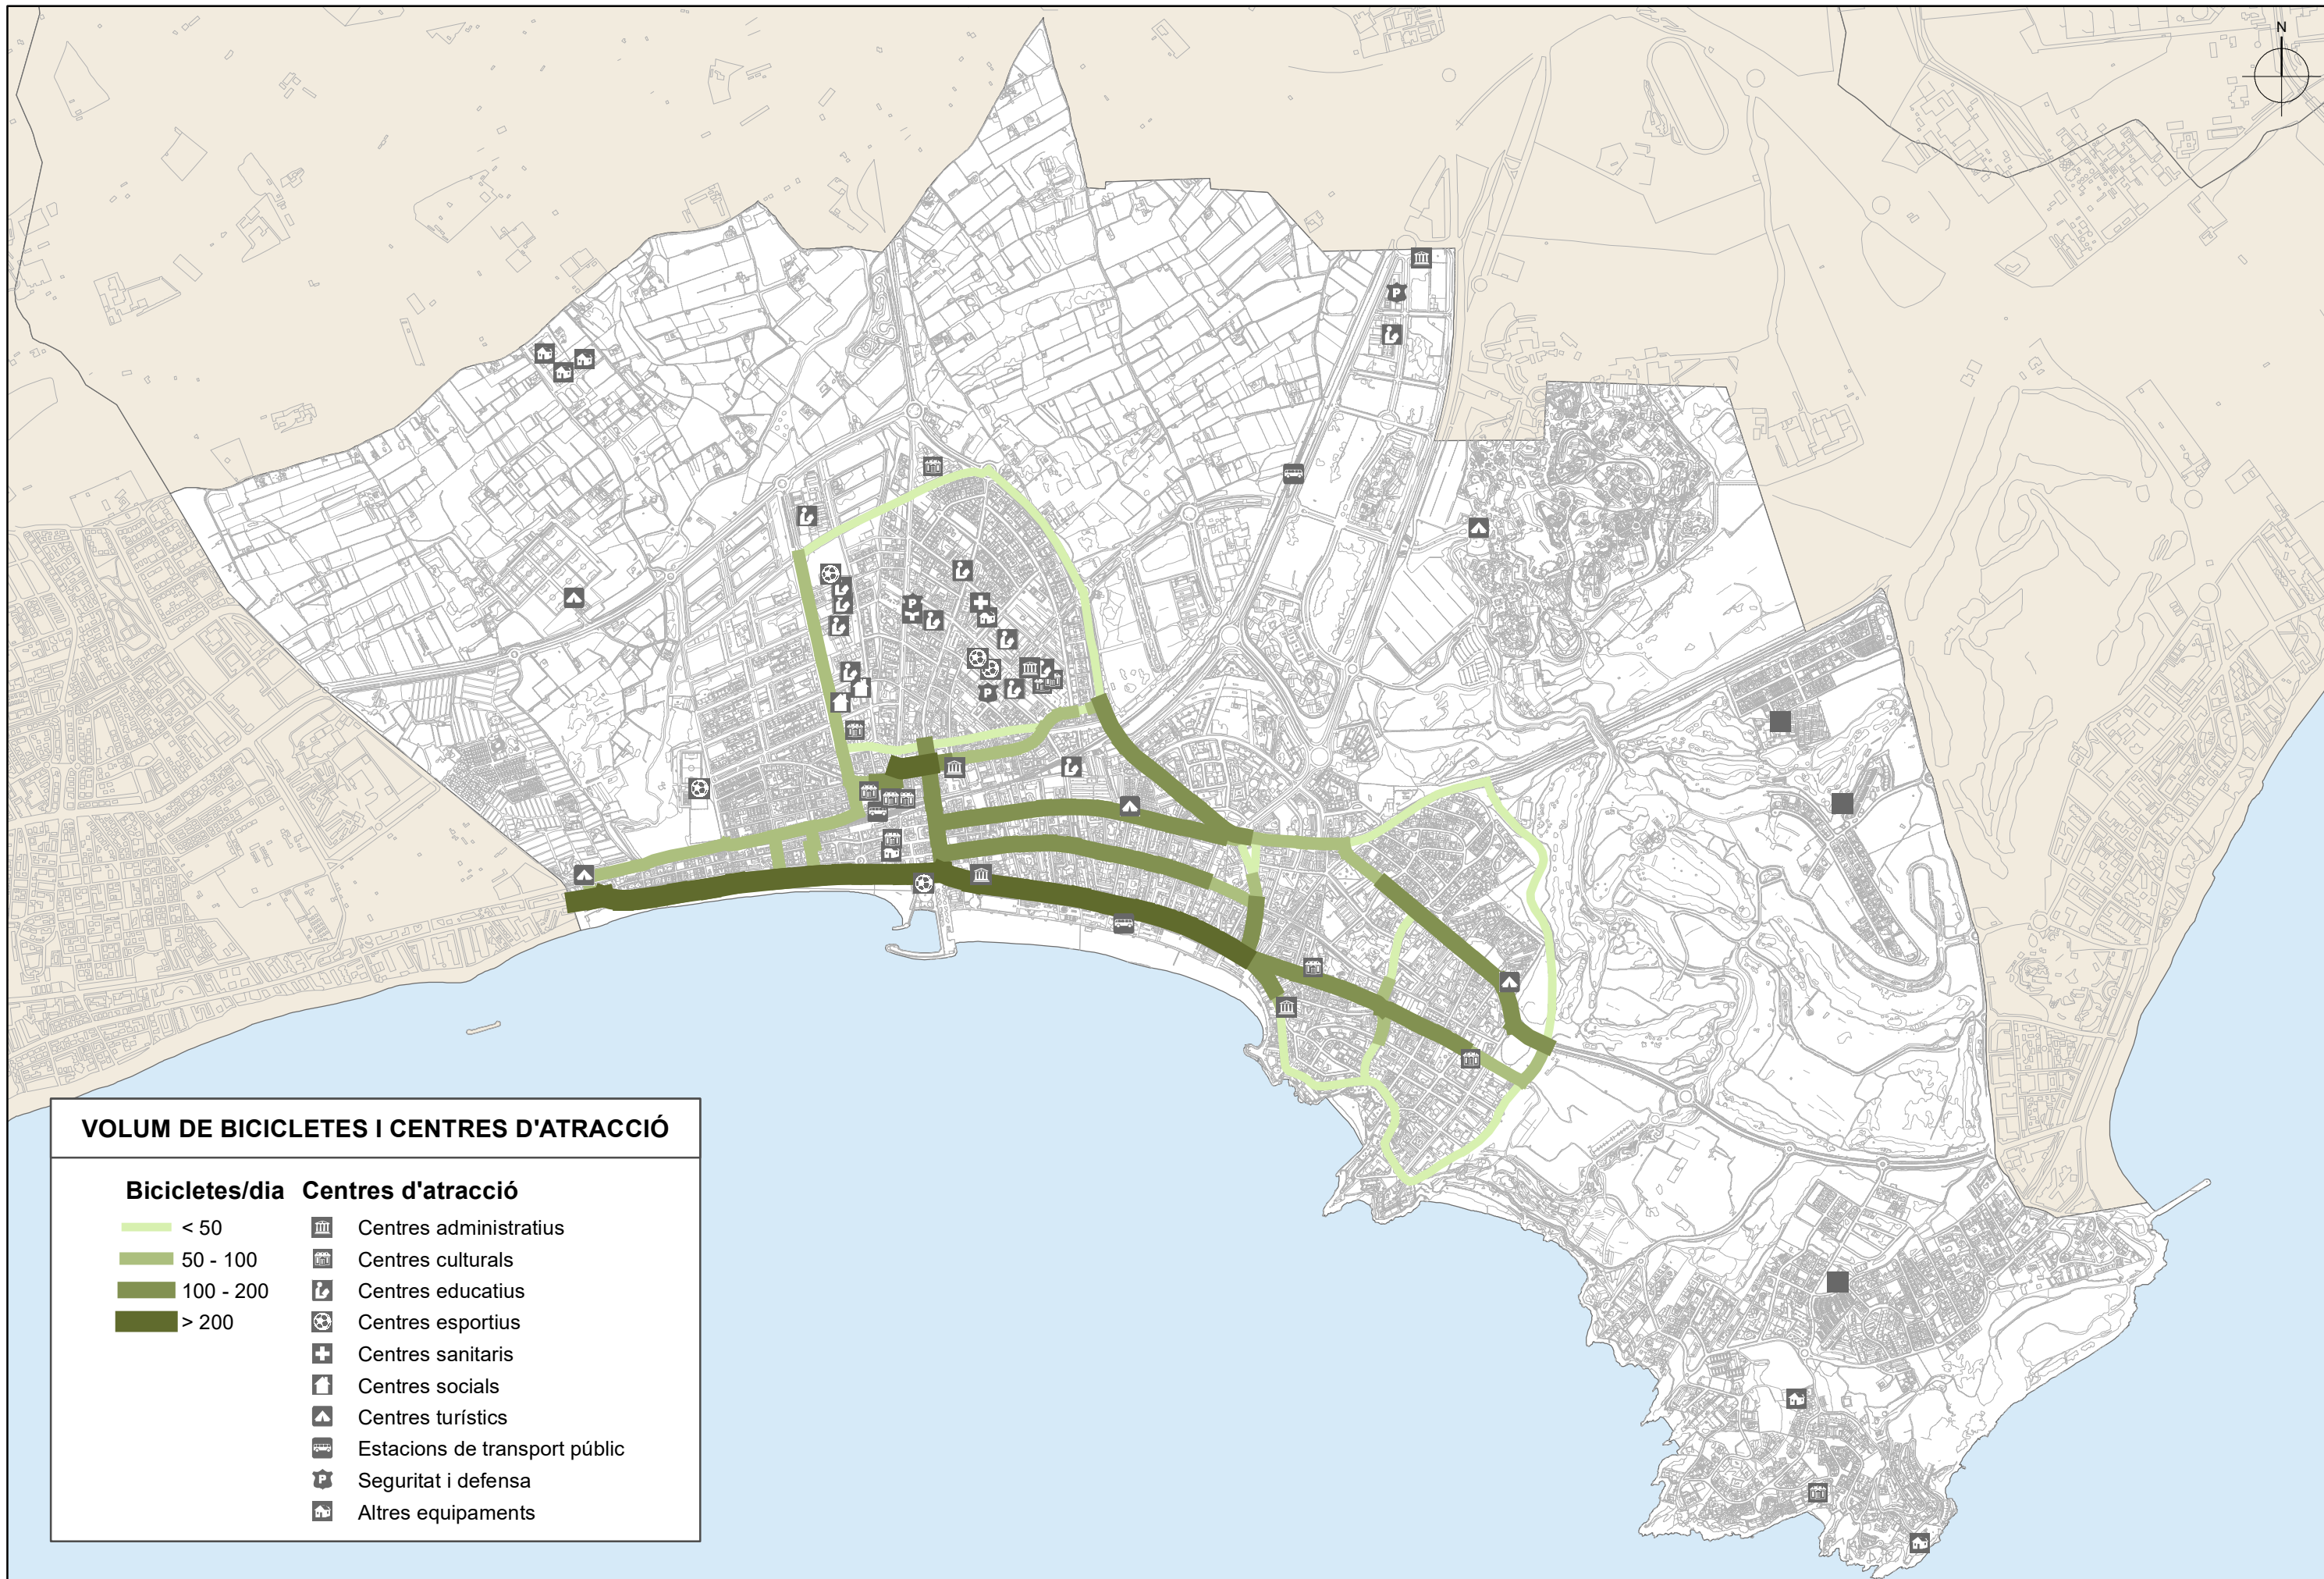 N
VOLUM DE BICICLETES I CENTRES D'ATRACCIÓ
Bicicletes/dia
< 50
50 - 100
100 - 200
> 200
Centres d'atracció
Centres administratius
Centres culturals
Centres educatius
Centres esportius
Centres sanitaris
Centres socials
Centres turístics
Estacions de transport públic
Seguritat i defensa
Altres equipaments
P
P
P
P